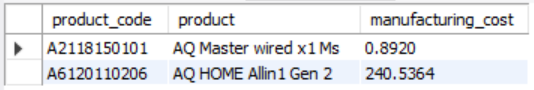 product_code product manufacturing_cost
A2118150101 AQ Master wired x1 Ms 0.8920
A6120110206 AQ HOME Allin1 Gen 2 240.5364